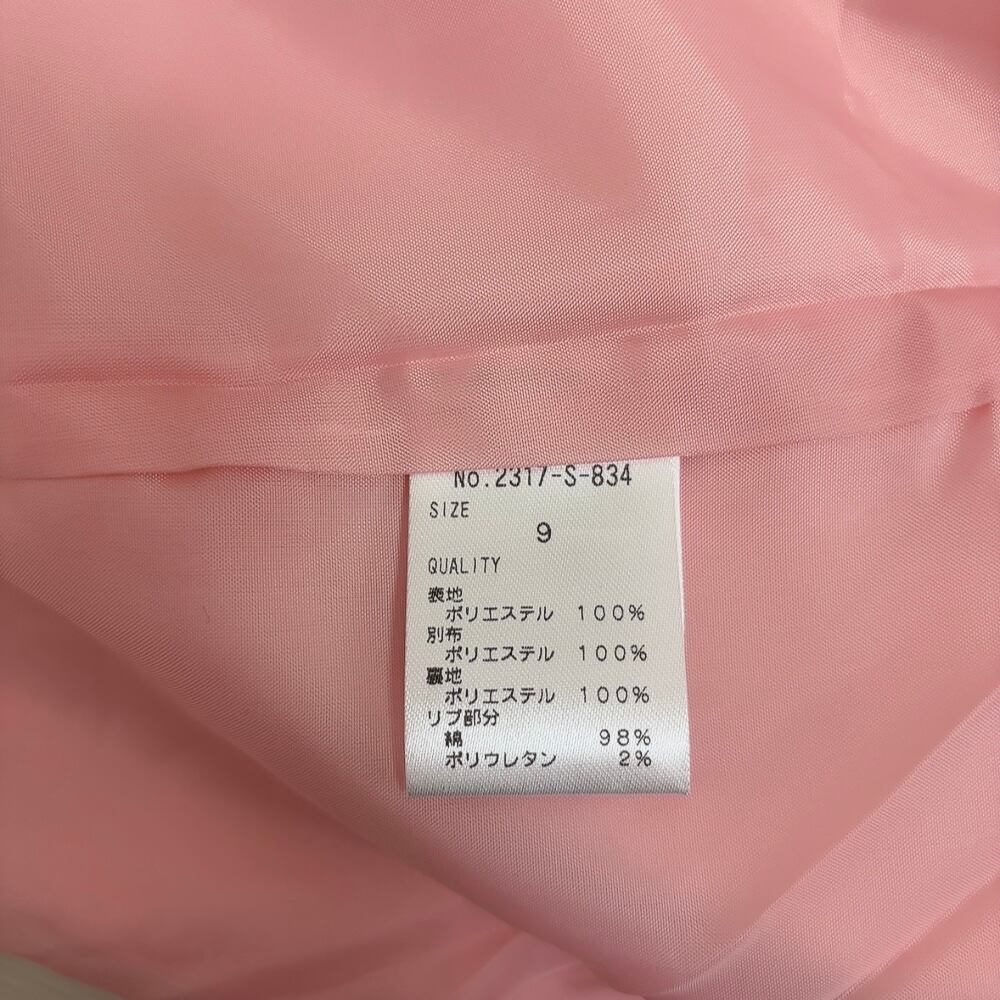 No.2317-S-834
SIZE
9
QUALITY
表地
ポリエステル 100%
別布
ポリエステル 100%
裏地
ポリエステル 100%
リブ部分
綿 98%
ポリウレタン 2%